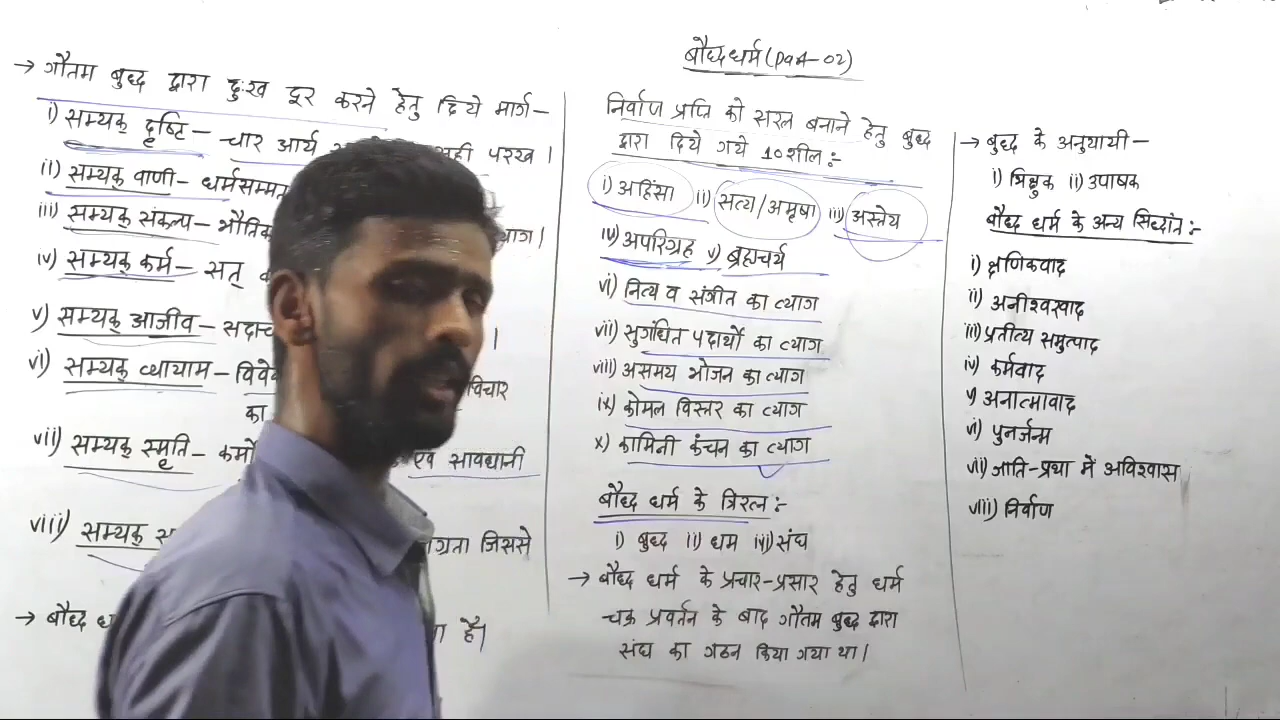 बौद्धधर्म (Part-02)
→ गौतम बुद्ध द्वारा दुःख दूर करने हेतु दिये मार्ग—
i) सम्यक् दृष्टि — चार आर्य सही परख ।
ii) सम्यक् वाणी — धर्मसम्मत
iii) सम्यक् संकल्प — भौतिक
iv) सम्यक् कर्म — सत्
v) सम्यक् आजीव —
vi) सम्यक् व्यायाम — विचार
का
vii) सम्यक् स्मृति — एवं सावधानी
viii) सम्यक् जिससे
→ बौद्ध है।
निर्वाण प्रप्ति को सरल बनाने हेतु बुद्ध
द्वारा दिये गये 10 शील :-
i) अहिंसा ii) सत्य/अमृषा iii) अस्तेय
iv) अपरिग्रह v) ब्रह्मचर्य
vi) नित्य व संगीत का त्याग
vii) सुगंधित पदार्थों का त्याग
viii) असमय भोजन का त्याग
ix) कोमल विस्तर का त्याग
x) कामिनी कंचन का त्याग
बौद्ध धर्म के त्रिरत्न :-
i) बुद्ध ii) धम iii) संघ
→ बौद्ध धर्म के प्रचार-प्रसार हेतु धर्म
चक्र प्रवर्तन के बाद गौतम बुद्ध द्वारा
संघ का गठन किया गया था।
→ बुद्ध के अनुयायी —
i) भिक्षुक ii) उपाषक
बौद्ध धर्म के अन्य सिद्धांत :-
i) क्षणिकवाद
ii) अनीश्वरवाद
iii) प्रतीत्य समुत्पाद
iv) कर्मवाद
v) अनात्मावाद
vi) पुनर्जन्म
vii) जाति-प्रथा में अविश्वास
viii) निर्वाण